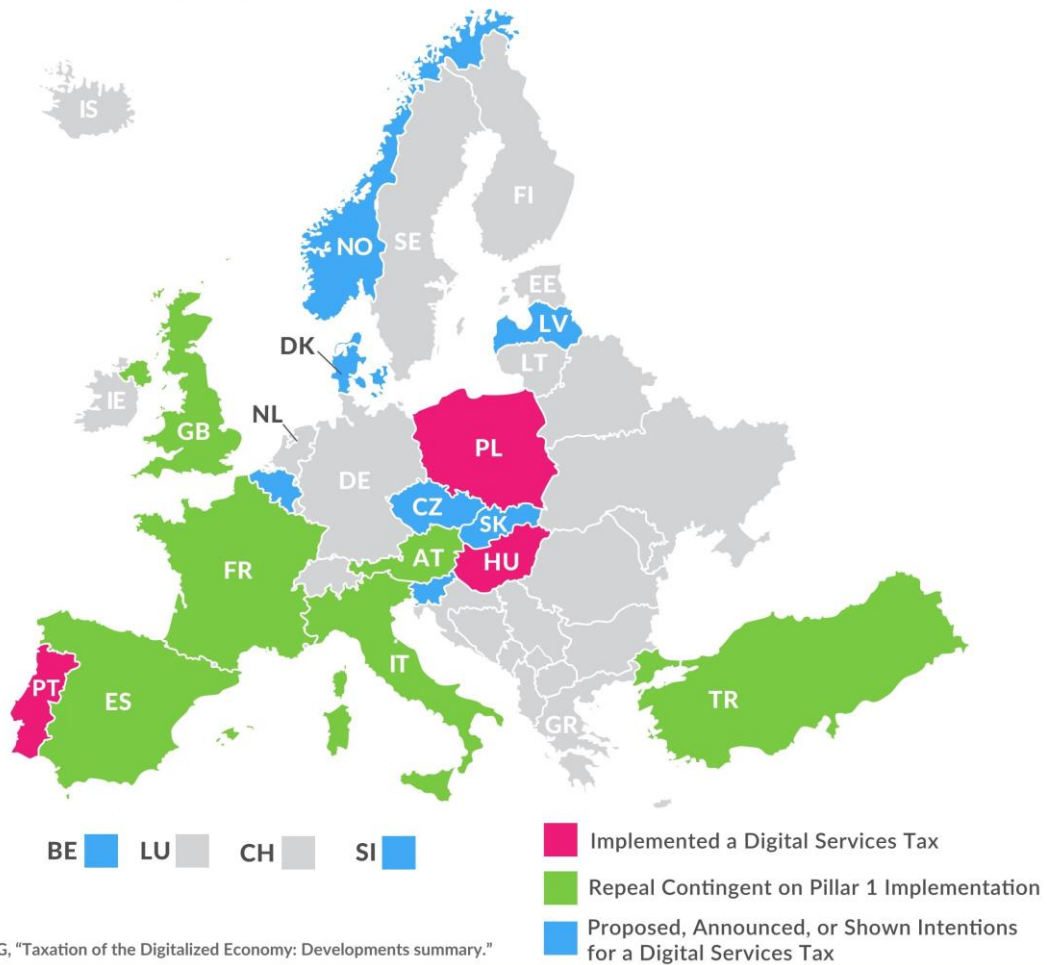 IS
FI
SE
NO
EE
LV
DK
LT
IE
NL
GB
PL
DE
CZ
SK
AT
HU
FR
IT
PT
ES
TR
GR
BE
LU
CH
SI
Implemented a Digital Services Tax
Repeal Contingent on Pillar 1 Implementation
Proposed, Announced, or Shown Intentions
for a Digital Services Tax
G, “Taxation of the Digitalized Economy: Developments summary.”